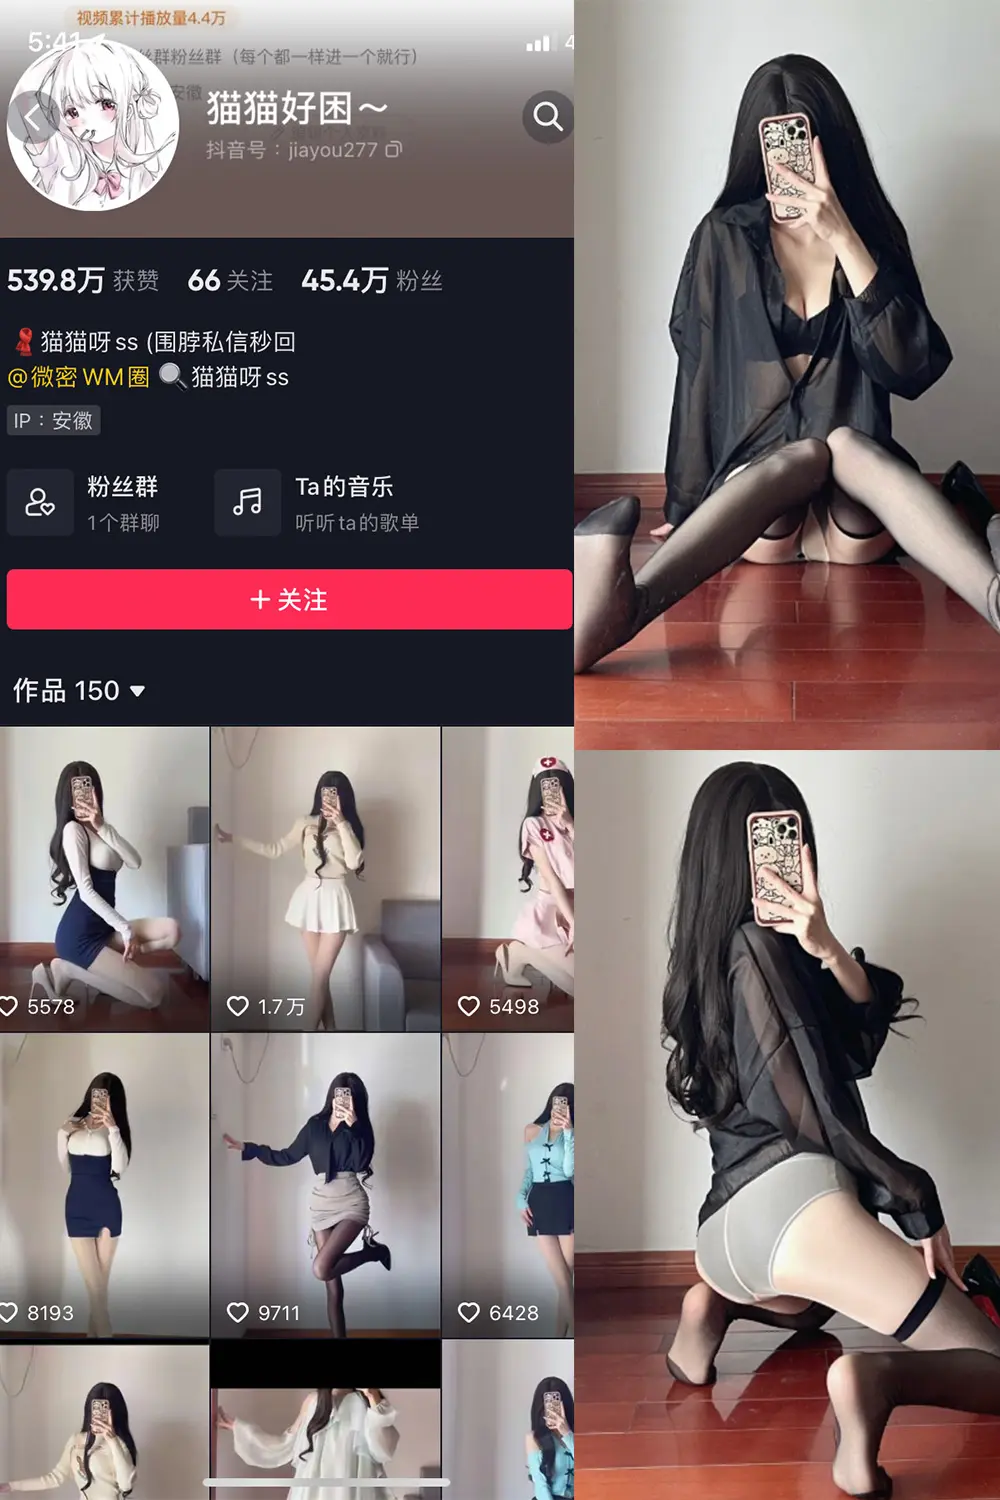 视频累计播放量4.4万
5:41
丝群粉丝群（每个都一样进一个就行）
安徽
猫猫好困～
抖音号：jiayou277
539.8万 获赞 66 关注 45.4万 粉丝
猫猫呀ss (围脖私信秒回
@微密WM圈 猫猫呀ss
IP：安徽
粉丝群
1个群聊
Ta的音乐
听听ta的歌单
＋关注
作品 150
5578
1.7万
5498
8193
9711
6428